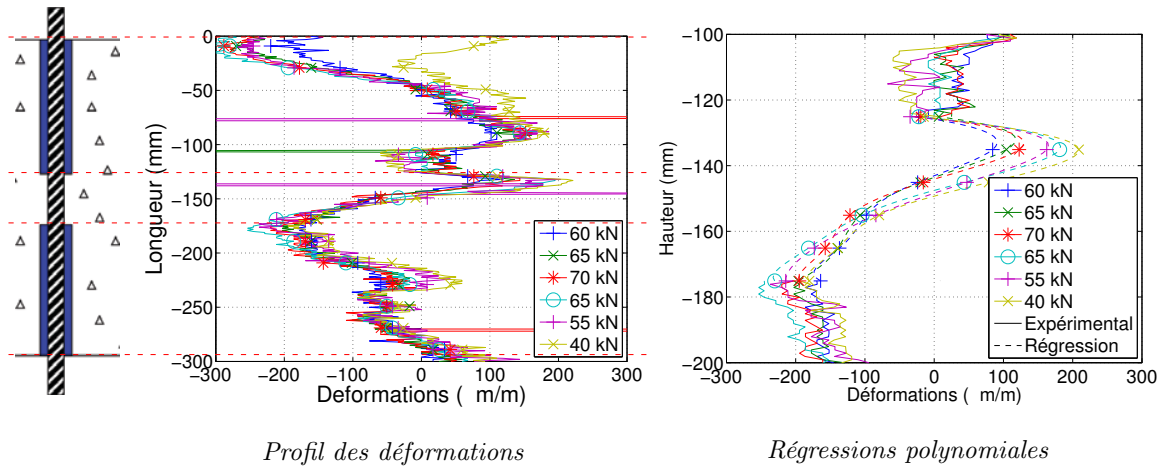 0
−50
−100
−150
−200
−250
−300
Longueur (mm)
−300 −200 −100 0 100 200 300
Deformations ( m/m)
60 kN
65 kN
70 kN
65 kN
55 kN
40 kN
−100
−120
−140
−160
−180
−200
Hauteur (mm)
−300 −200 −100 0 100 200 300
Déformations ( m/m)
60 kN
65 kN
70 kN
65 kN
55 kN
40 kN
Expérimental
Régression
Profil des déformations
Régressions polynomiales